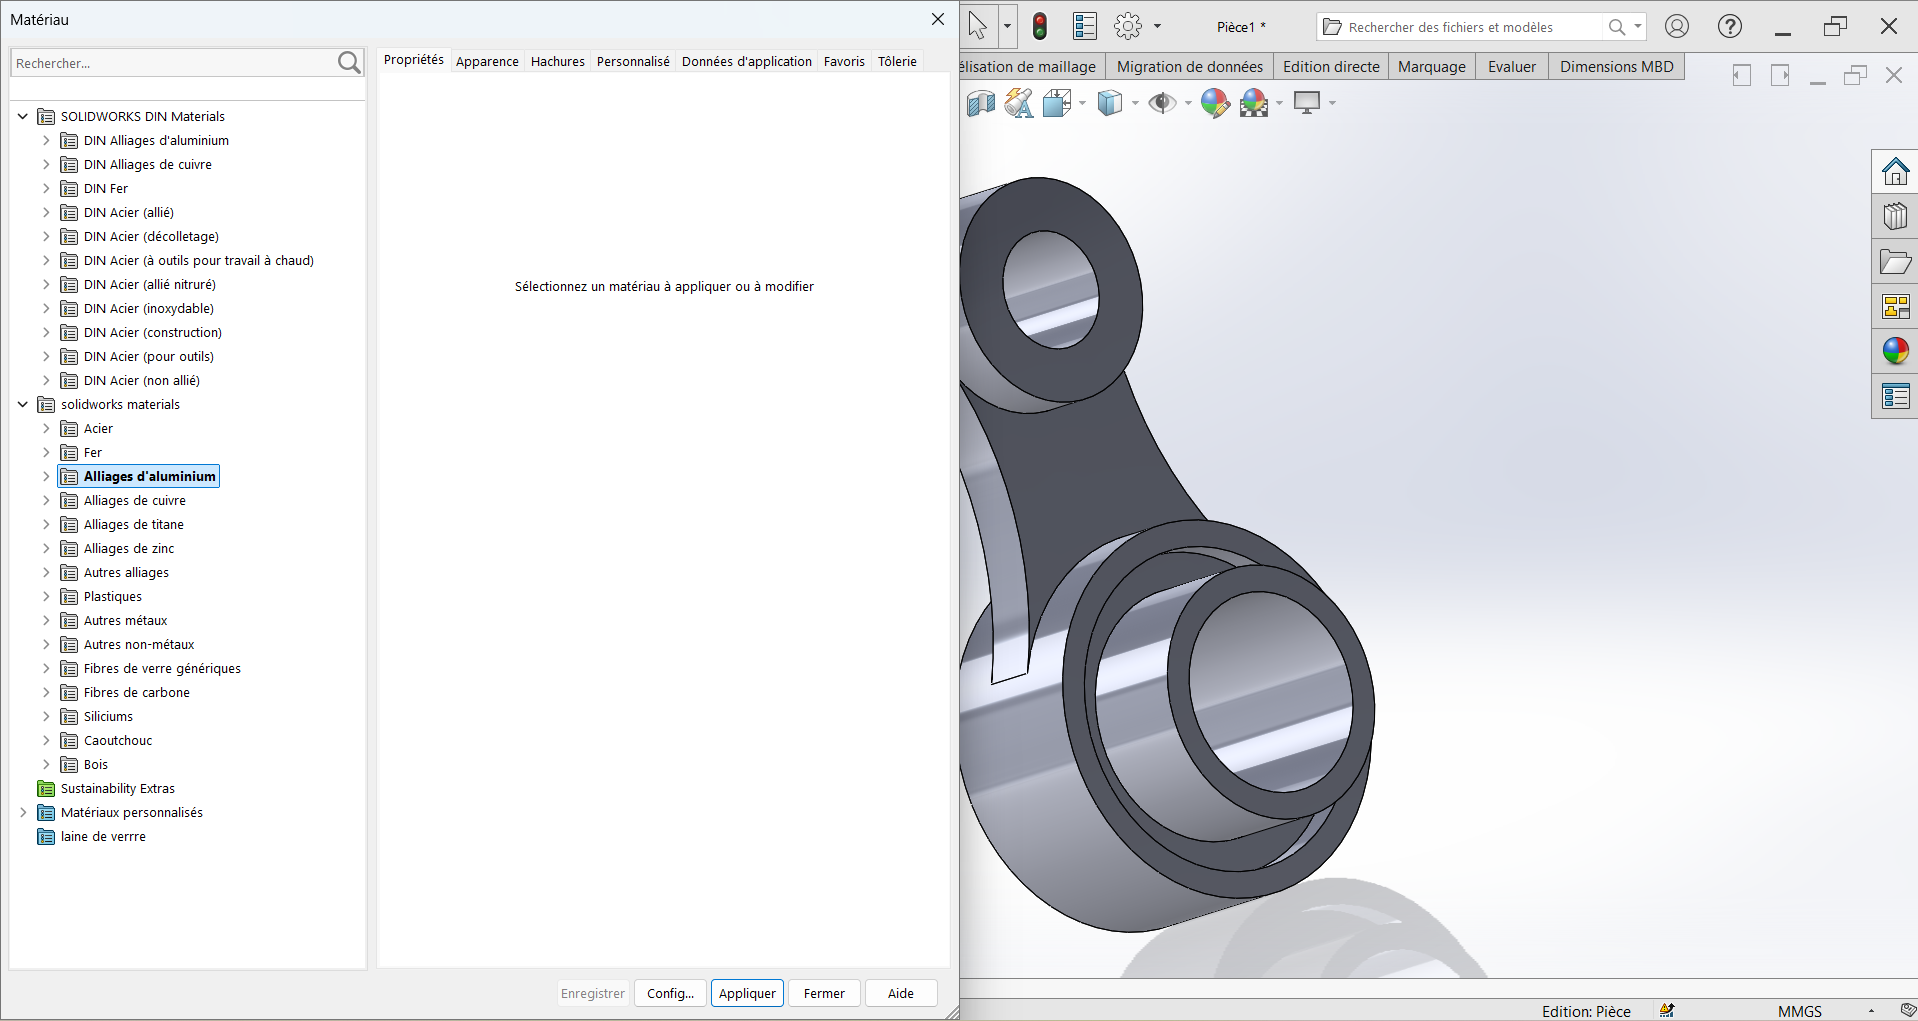 Matériau
Pièce1 *
Rechercher des fichiers et modèles
Rechercher...
Propriétés
Apparence
Hachures
Personnalisé
Données d'application
Favoris
Tôlerie
élisation de maillage
Migration de données
Edition directe
Marquage
Evaluer
Dimensions MBD
SOLIDWORKS DIN Materials
DIN Alliages d'aluminium
DIN Alliages de cuivre
DIN Fer
DIN Acier (allié)
DIN Acier (décolletage)
DIN Acier (à outils pour travail à chaud)
DIN Acier (allié nitruré)
DIN Acier (inoxydable)
DIN Acier (construction)
DIN Acier (pour outils)
DIN Acier (non allié)
solidworks materials
Acier
Fer
Alliages d'aluminium
Alliages de cuivre
Alliages de titane
Alliages de zinc
Autres alliages
Plastiques
Autres métaux
Autres non-métaux
Fibres de verre génériques
Fibres de carbone
Siliciums
Caoutchouc
Bois
Sustainability Extras
Matériaux personnalisés
laine de verrre
Sélectionnez un matériau à appliquer ou à modifier
Enregistrer
Config...
Appliquer
Fermer
Aide
Edition: Pièce
MMGS